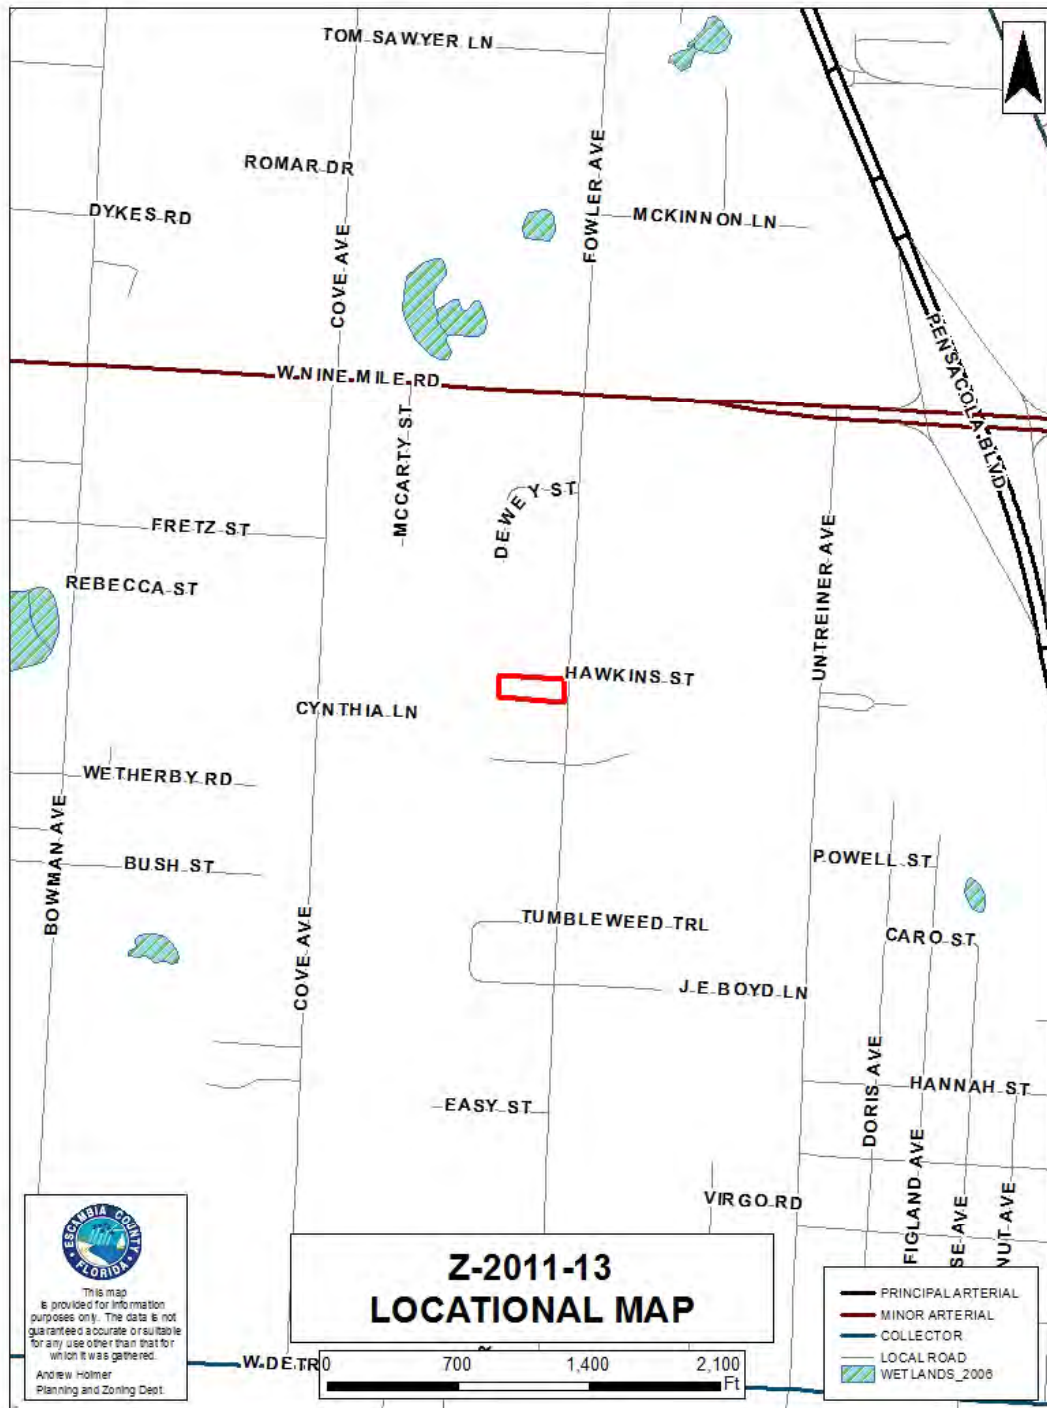 TOM SAWYER LN
ROMAR DR
DYKES RD
COVE AVE
FOWLER AVE
MCKINNON LN
PENSACOLA BLVD
W NINE MILE RD
MCCARTY ST
DEWEY ST
FRETZ ST
REBECCA ST
UNTREINER AVE
HAWKINS ST
CYNTHIA LN
WETHERBY RD
BOWMAN AVE
BUSH ST
POWELL ST
CARO ST
COVE AVE
TUMBLEWEED TRL
J E BOYD LN
DORIS AVE
HANNAH ST
EASY ST
VIRGO RD
FIGLAND AVE
SE AVE
NUT AVE
ESCAMBIA COUNTY
FLORIDA
This map
is provided for information
purposes only. The data is not
guaranteed accurate or suitable
for any use other than that for
which it was gathered.
Andrew Holmer
Planning and Zoning Dept.
Z-2011-13
LOCATIONAL MAP
W DETR
0 700 1,400 2,100
Ft
PRINCIPAL ARTERIAL
MINOR ARTERIAL
COLLECTOR
LOCAL ROAD
WETLANDS_2006